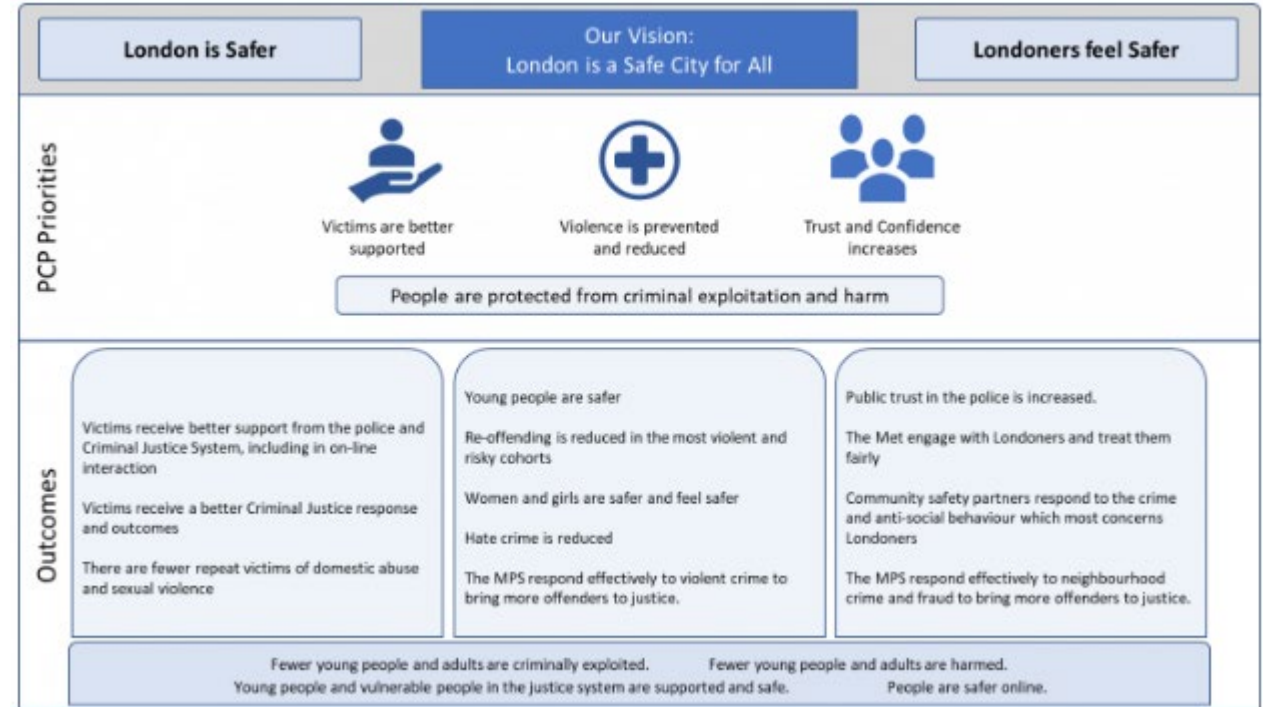 London is Safer
Our Vision:
London is a Safe City for All
Londoners feel Safer
PCP Priorities
Victims are better
supported
Violence is prevented
and reduced
Trust and Confidence
increases
People are protected from criminal exploitation and harm
Outcomes
Victims receive better support from the police and
Criminal Justice System, including in on-line
interaction
Victims receive a better Criminal Justice response
and outcomes
There are fewer repeat victims of domestic abuse
and sexual violence
Young people are safer
Re-offending is reduced in the most violent and
risky cohorts
Women and girls are safer and feel safer
Hate crime is reduced
The MPS respond effectively to violent crime to
bring more offenders to justice.
Public trust in the police is increased.
The Met engage with Londoners and treat them
fairly
Community safety partners respond to the crime
and anti-social behaviour which most concerns
Londoners
The MPS respond effectively to neighbourhood
crime and fraud to bring more offenders to justice.
Fewer young people and adults are criminally exploited. Fewer young people and adults are harmed.
Young people and vulnerable people in the justice system are supported and safe. People are safer online.